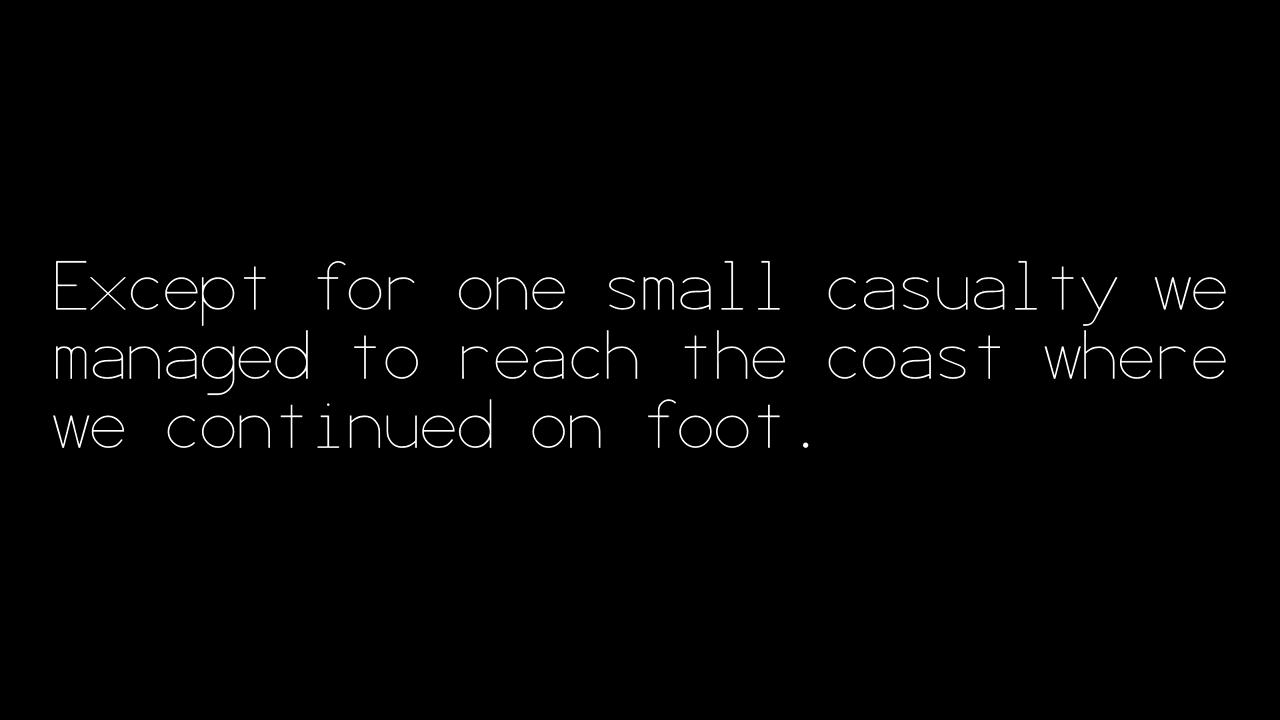 Except for one small casualty we
managed to reach the coast where
we continued on foot.